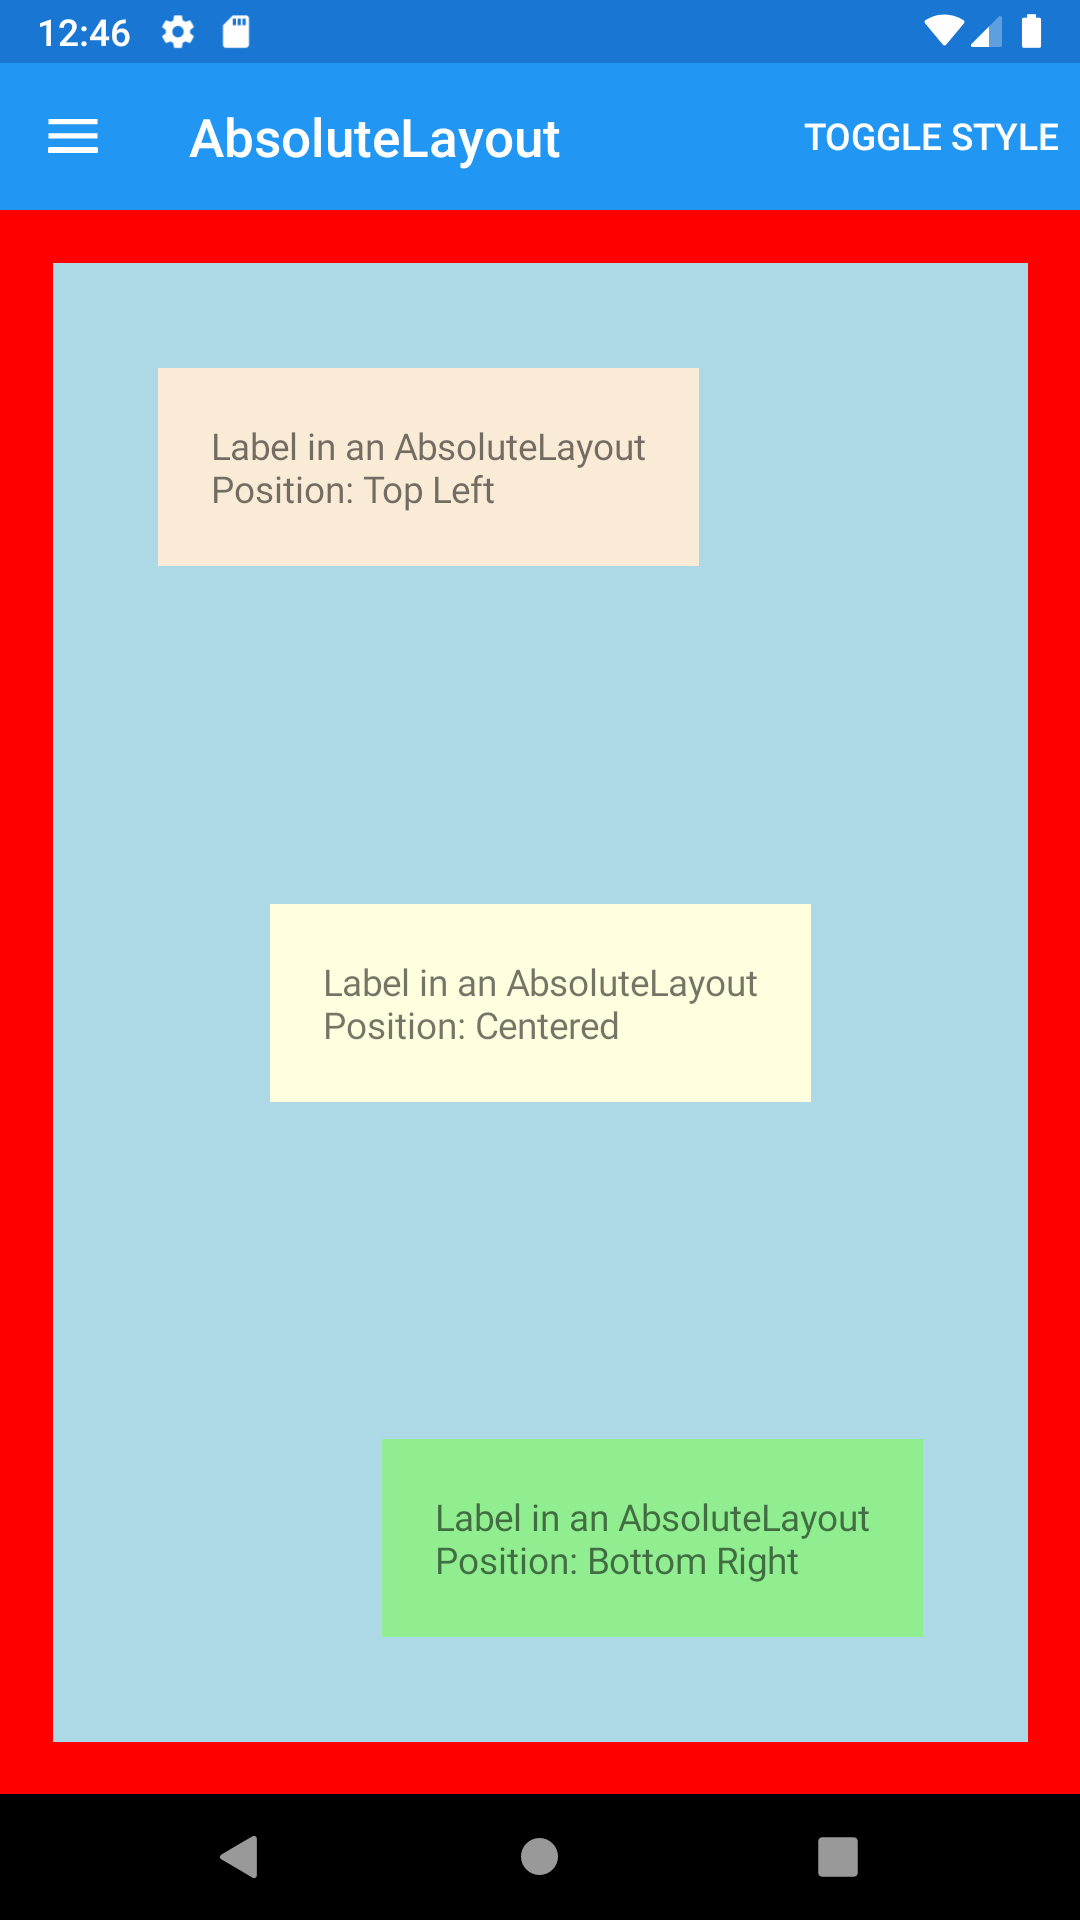 12:46
AbsoluteLayout
TOGGLE STYLE
Label in an AbsoluteLayout
Position: Top Left
Label in an AbsoluteLayout
Position: Centered
Label in an AbsoluteLayout
Position: Bottom Right